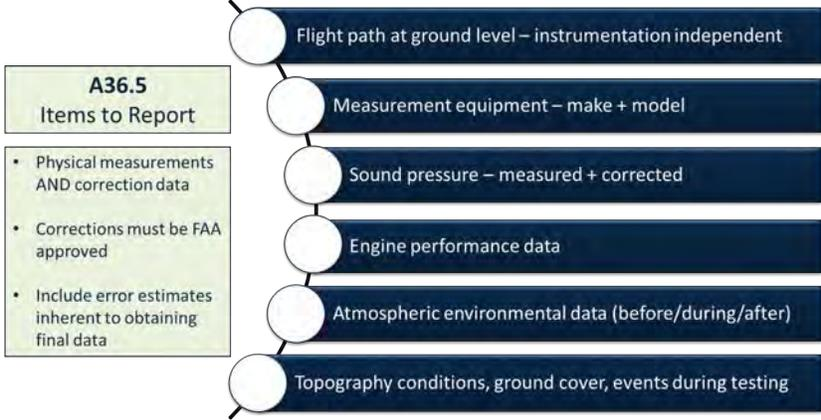 A36.5
Items to Report
• Physical measurements
AND correction data
• Corrections must be FAA
approved
• Include error estimates
inherent to obtaining
final data
Flight path at ground level – instrumentation independent
Measurement equipment – make + model
Sound pressure – measured + corrected
Engine performance data
Atmospheric environmental data (before/during/after)
Topography conditions, ground cover, events during testing